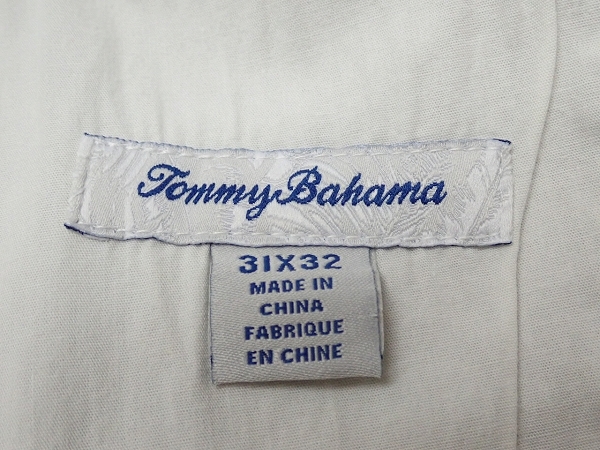 Tommy Bahama
31X32
MADE IN
CHINA
FABRIQUE
EN CHINE